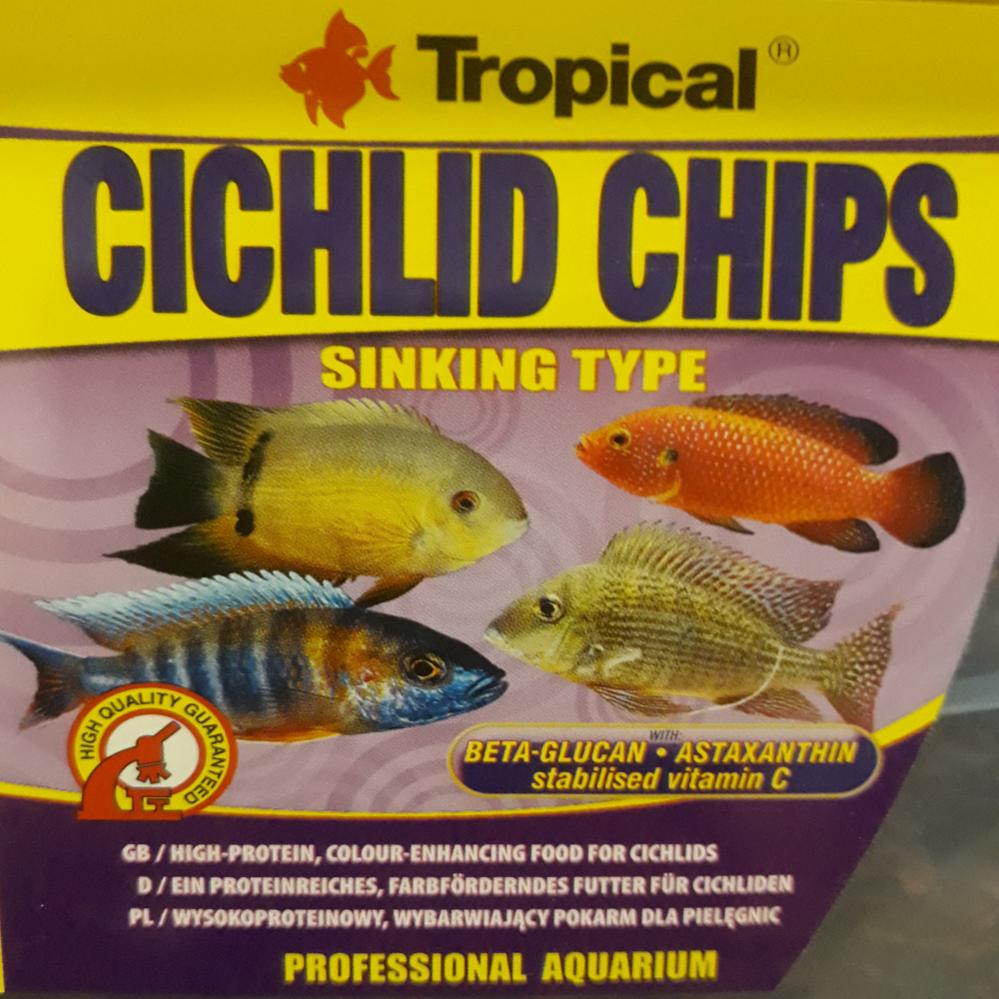 Tropical®
CICHLID CHIPS
SINKING TYPE
HIGH QUALITY GUARANTEED
WITH:
BETA-GLUCAN • ASTAXANTHIN
stabilised vitamin C
GB / HIGH-PROTEIN, COLOUR-ENHANCING FOOD FOR CICHLIDS
D / EIN PROTEINREICHES, FARBFÖRDERNDES FUTTER FÜR CICHLIDEN
PL / WYSOKOPROTEINOWY, WYBARWIAJĄCY POKARM DLA PIELĘGNIC
PROFESSIONAL AQUARIUM